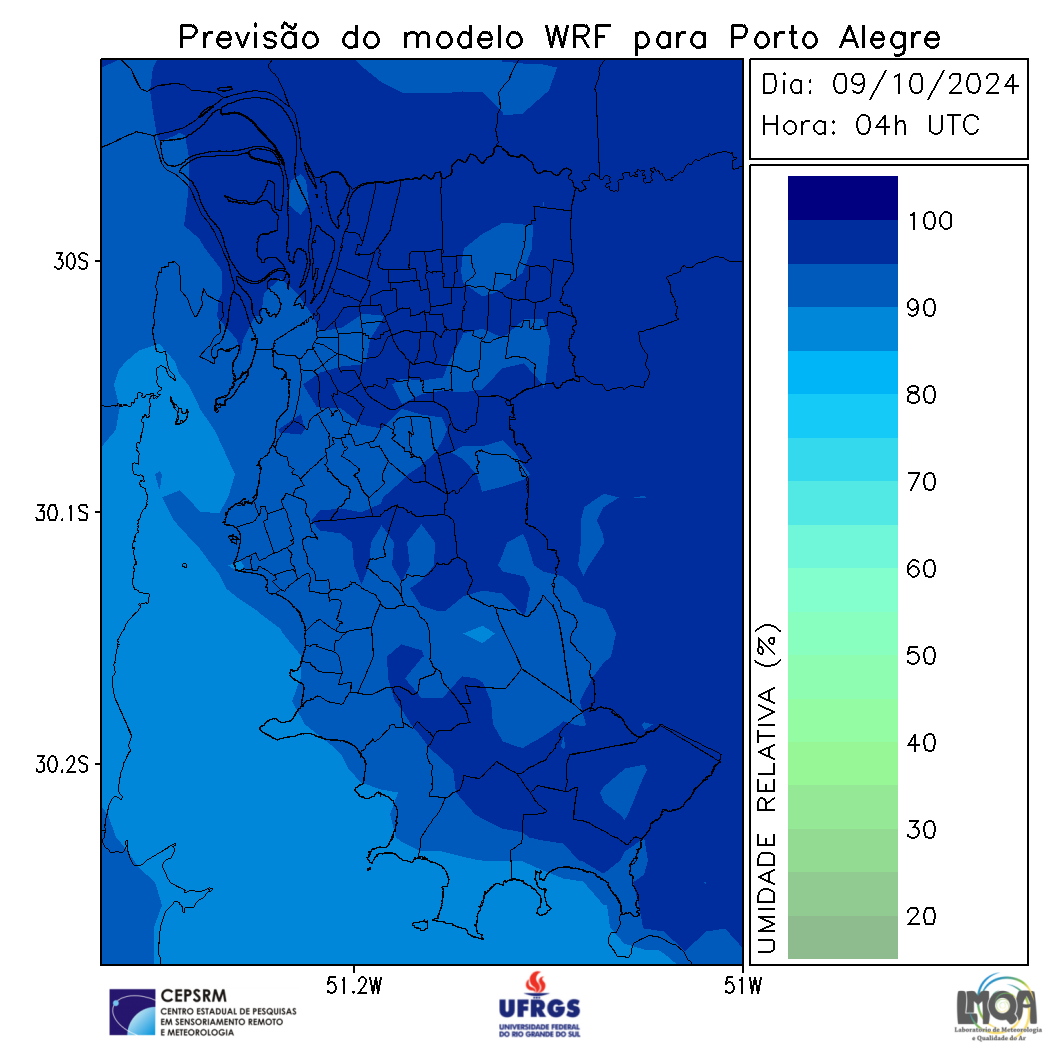 Previsão do modelo WRF para Porto Alegre
Dia: 09/10/2024
Hora: 04h UTC
100
90
80
70
60
50
40
30
20
UMIDADE RELATIVA (%)
30S
30.1S
30.2S
51.2W
51W
CEPSRM
CENTRO ESTADUAL DE PESQUISAS
EM SENSORIAMENTO REMOTO
E METEOROLOGIA
UFRGS
UNIVERSIDADE FEDERAL
DO RIO GRANDE DO SUL
LMQA
Laboratório de Meteorologia
e Qualidade do Ar